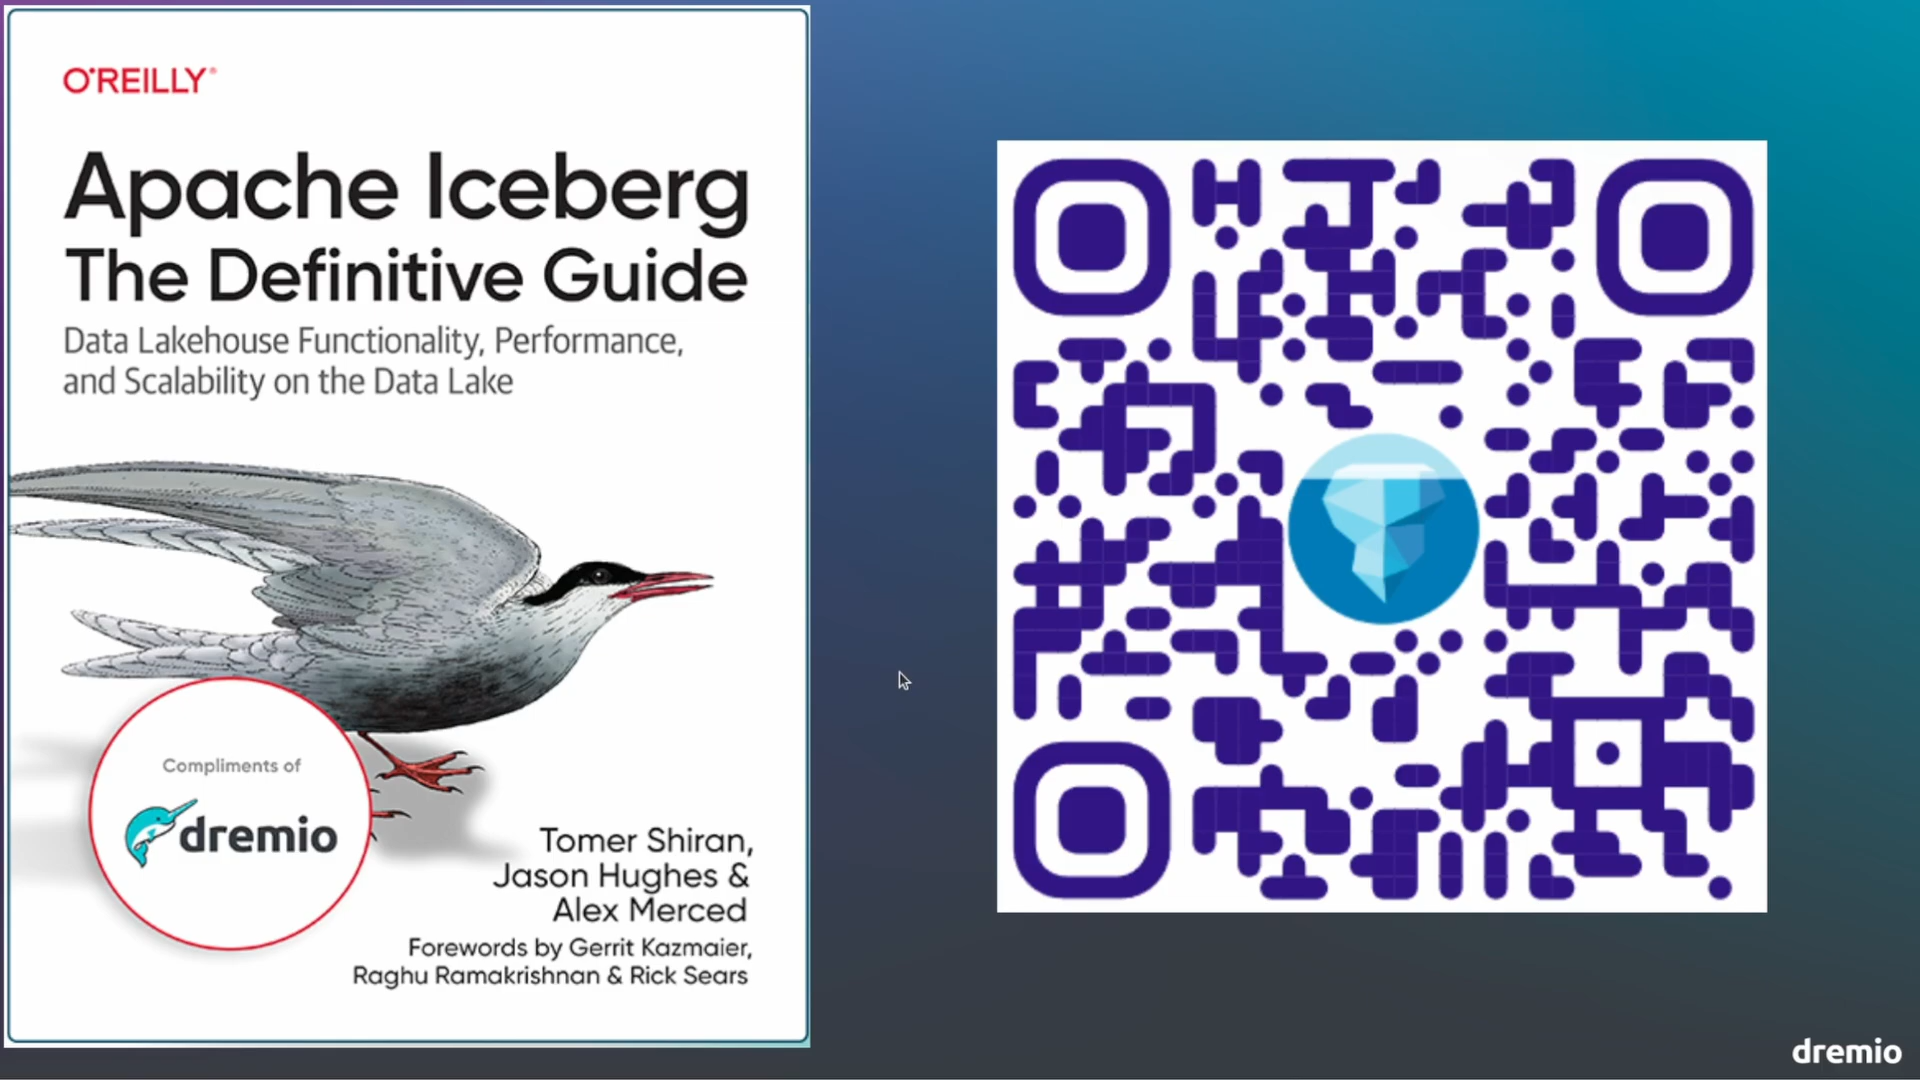 O'REILLY®
Apache Iceberg
The Definitive Guide
Data Lakehouse Functionality, Performance,
and Scalability on the Data Lake
Compliments of
dremio
Tomer Shiran,
Jason Hughes &
Alex Merced
Forewords by Gerrit Kazmaier,
Raghu Ramakrishnan & Rick Sears
dremio